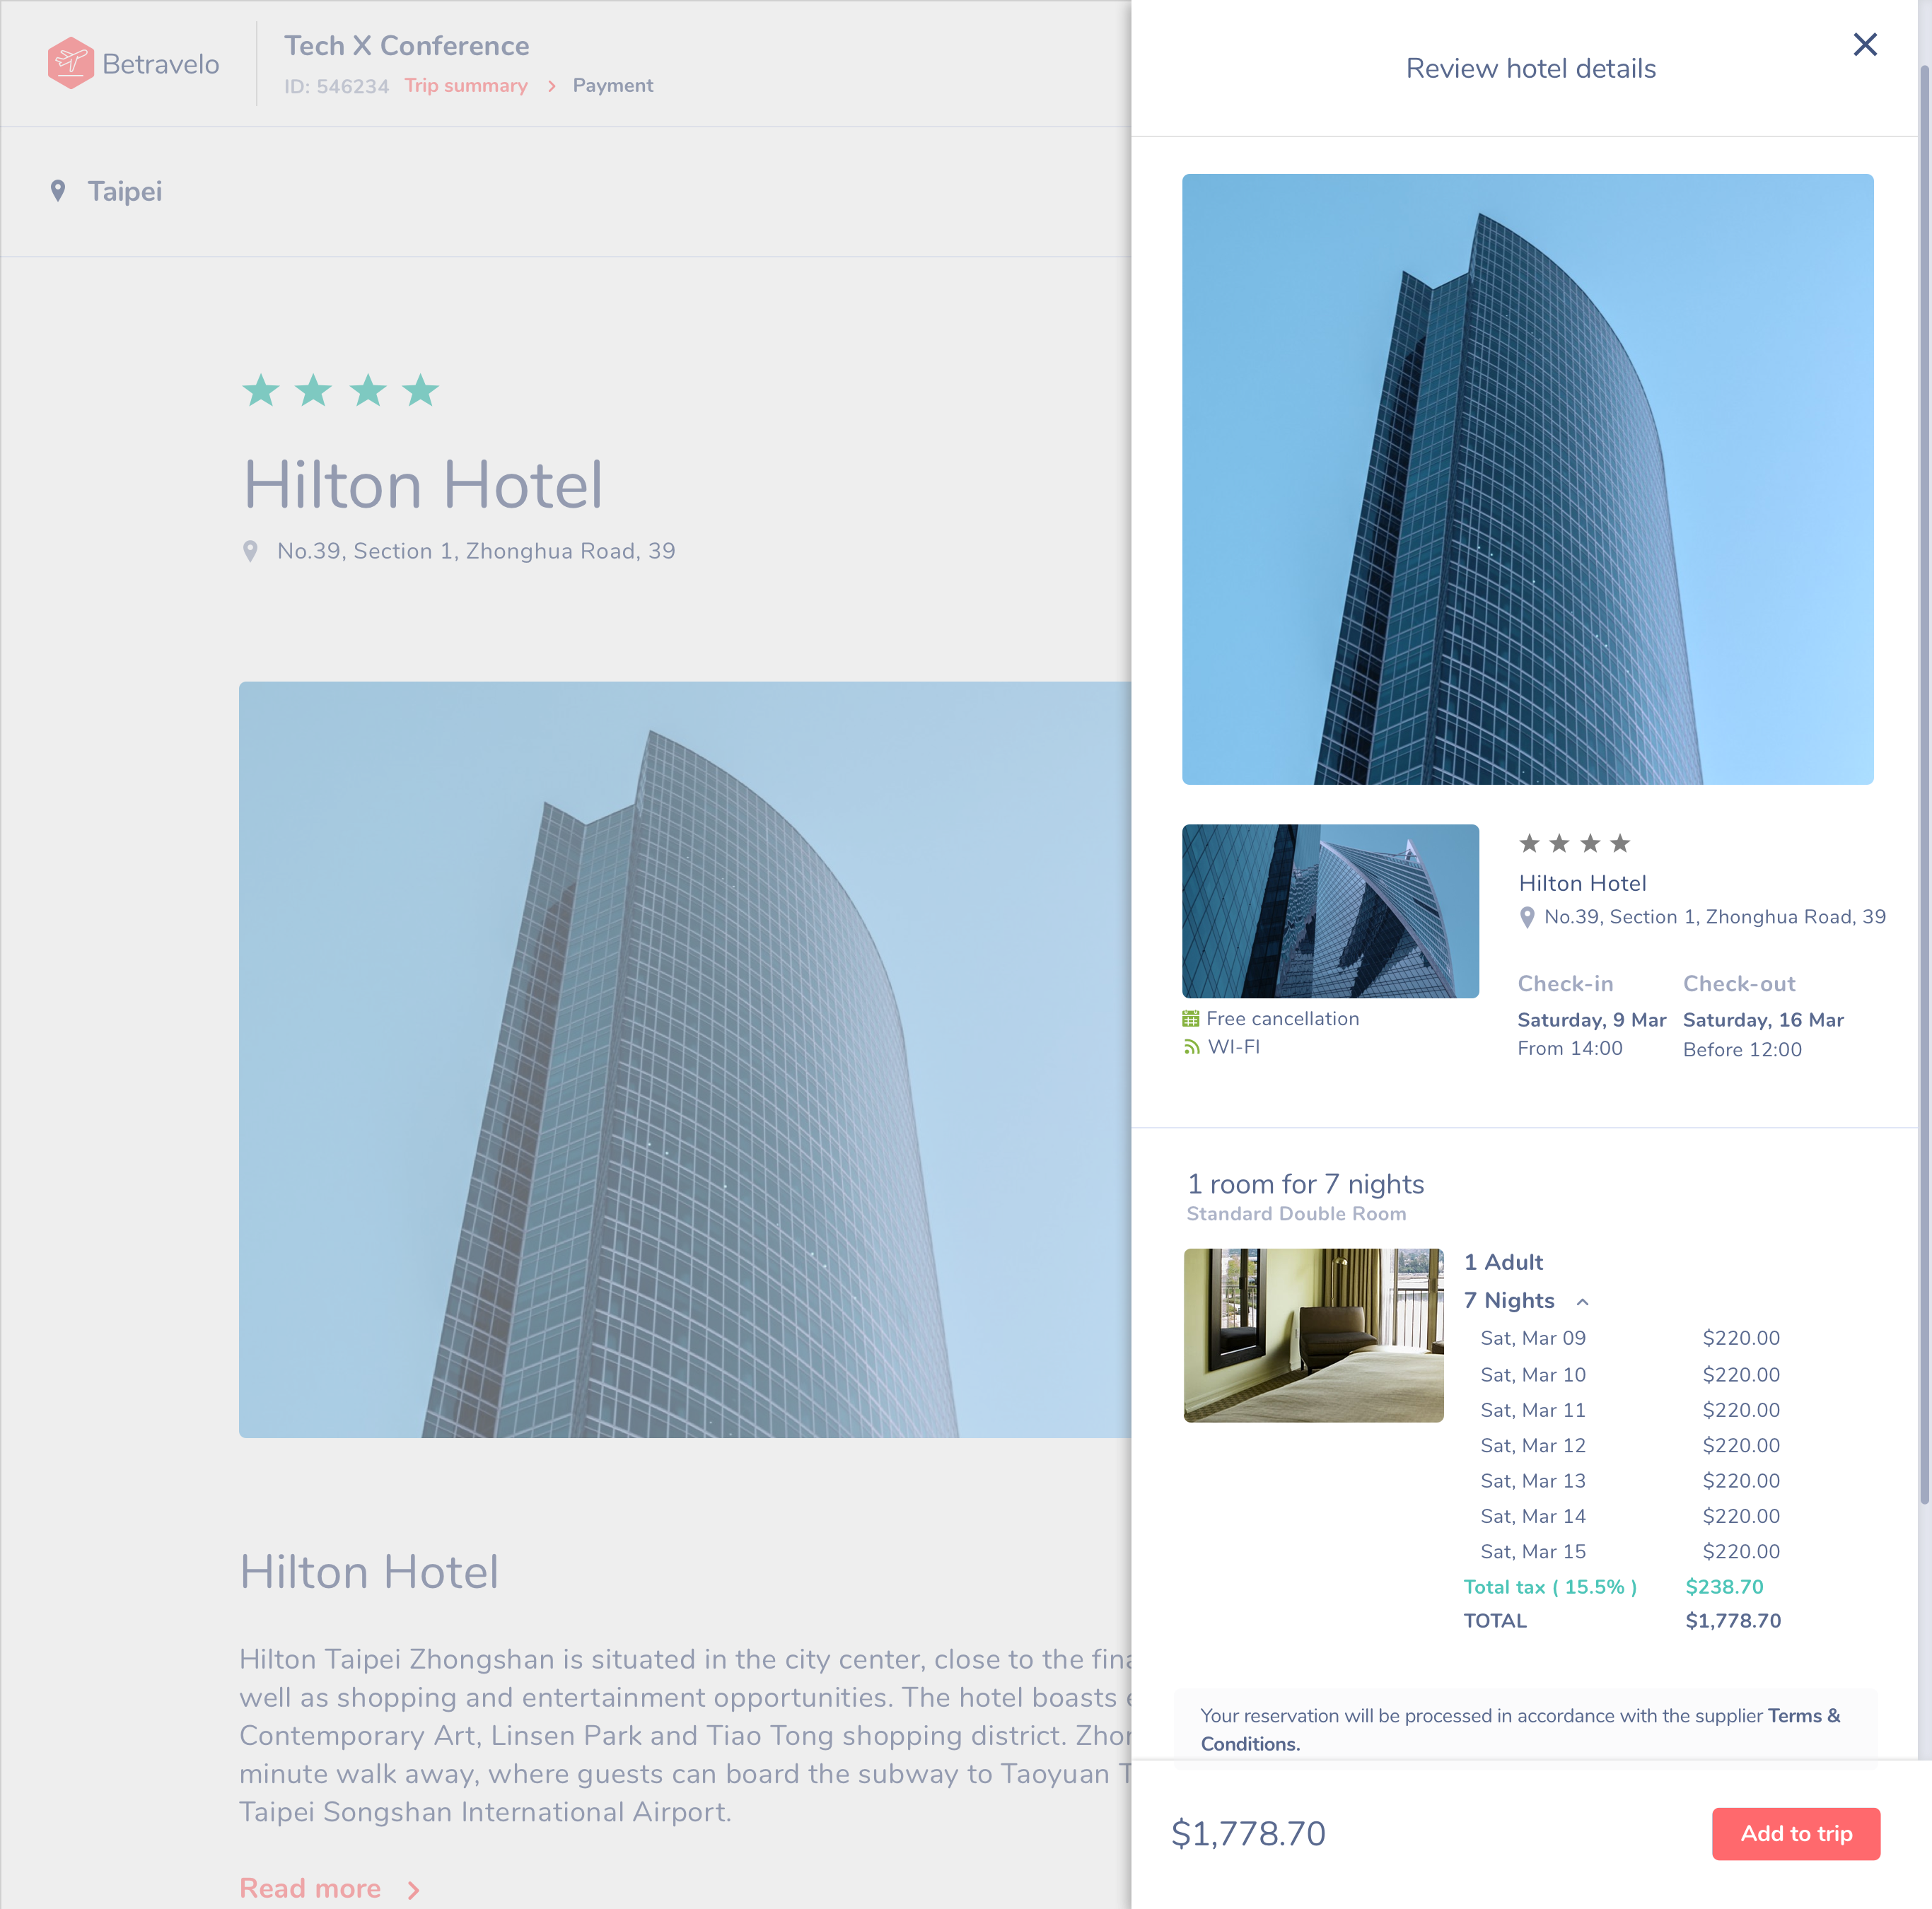 Betravelo
Tech X Conference
ID: 546234 Trip summary > Payment
Taipei
Hilton Hotel
No.39, Section 1, Zhonghua Road, 39
Hilton Hotel
Hilton Taipei Zhongshan is situated in the city center, close to the
well as shopping and entertainment opportunities. The hotel boasts
Contemporary Art, Linsen Park and Tiao Tong shopping district.
minute walk away, where guests can board the subway to Taoyuan
Taipei Songshan International Airport.
Read more >
Review hotel details
Hilton Hotel
No.39, Section 1, Zhonghua Road, 39
Free cancellation
WI-FI
Check-in Check-out
Saturday, 9 Mar Saturday, 16 Mar
From 14:00 Before 12:00
1 room for 7 nights
Standard Double Room
1 Adult
7 Nights
Sat, Mar 09 $220.00
Sat, Mar 10 $220.00
Sat, Mar 11 $220.00
Sat, Mar 12 $220.00
Sat, Mar 13 $220.00
Sat, Mar 14 $220.00
Sat, Mar 15 $220.00
Total tax ( 15.5% ) $238.70
TOTAL $1,778.70
Your reservation will be processed in accordance with the supplier Terms &
Conditions.
$1,778.70
Add to trip